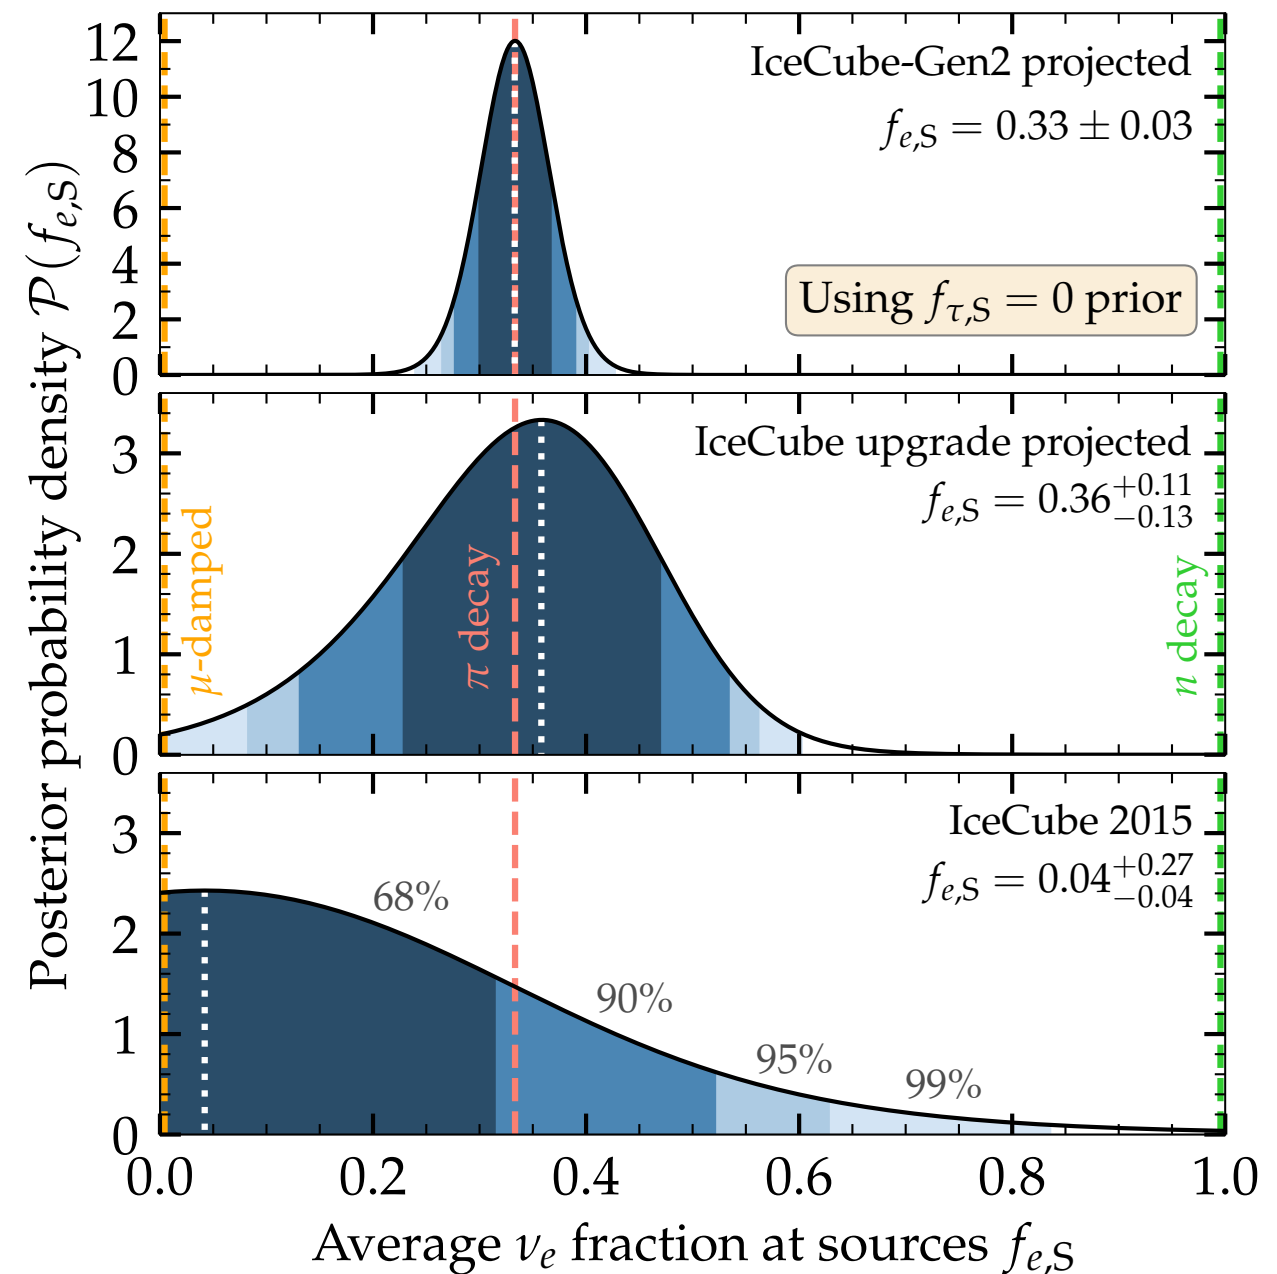 Posterior probability density 𝒫(f_{e,S})
12
10
8
6
4
2
0
IceCube-Gen2 projected
f_{e,S} = 0.33 ± 0.03
Using f_{τ,S} = 0 prior
3
2
1
0
IceCube upgrade projected
f_{e,S} = 0.36^{+0.11}_{−0.13}
μ-damped
π decay
n decay
3
2
1
0
IceCube 2015
f_{e,S} = 0.04^{+0.27}_{−0.04}
68%
90%
95%
99%
0.0 0.2 0.4 0.6 0.8 1.0
Average ν_e fraction at sources f_{e,S}